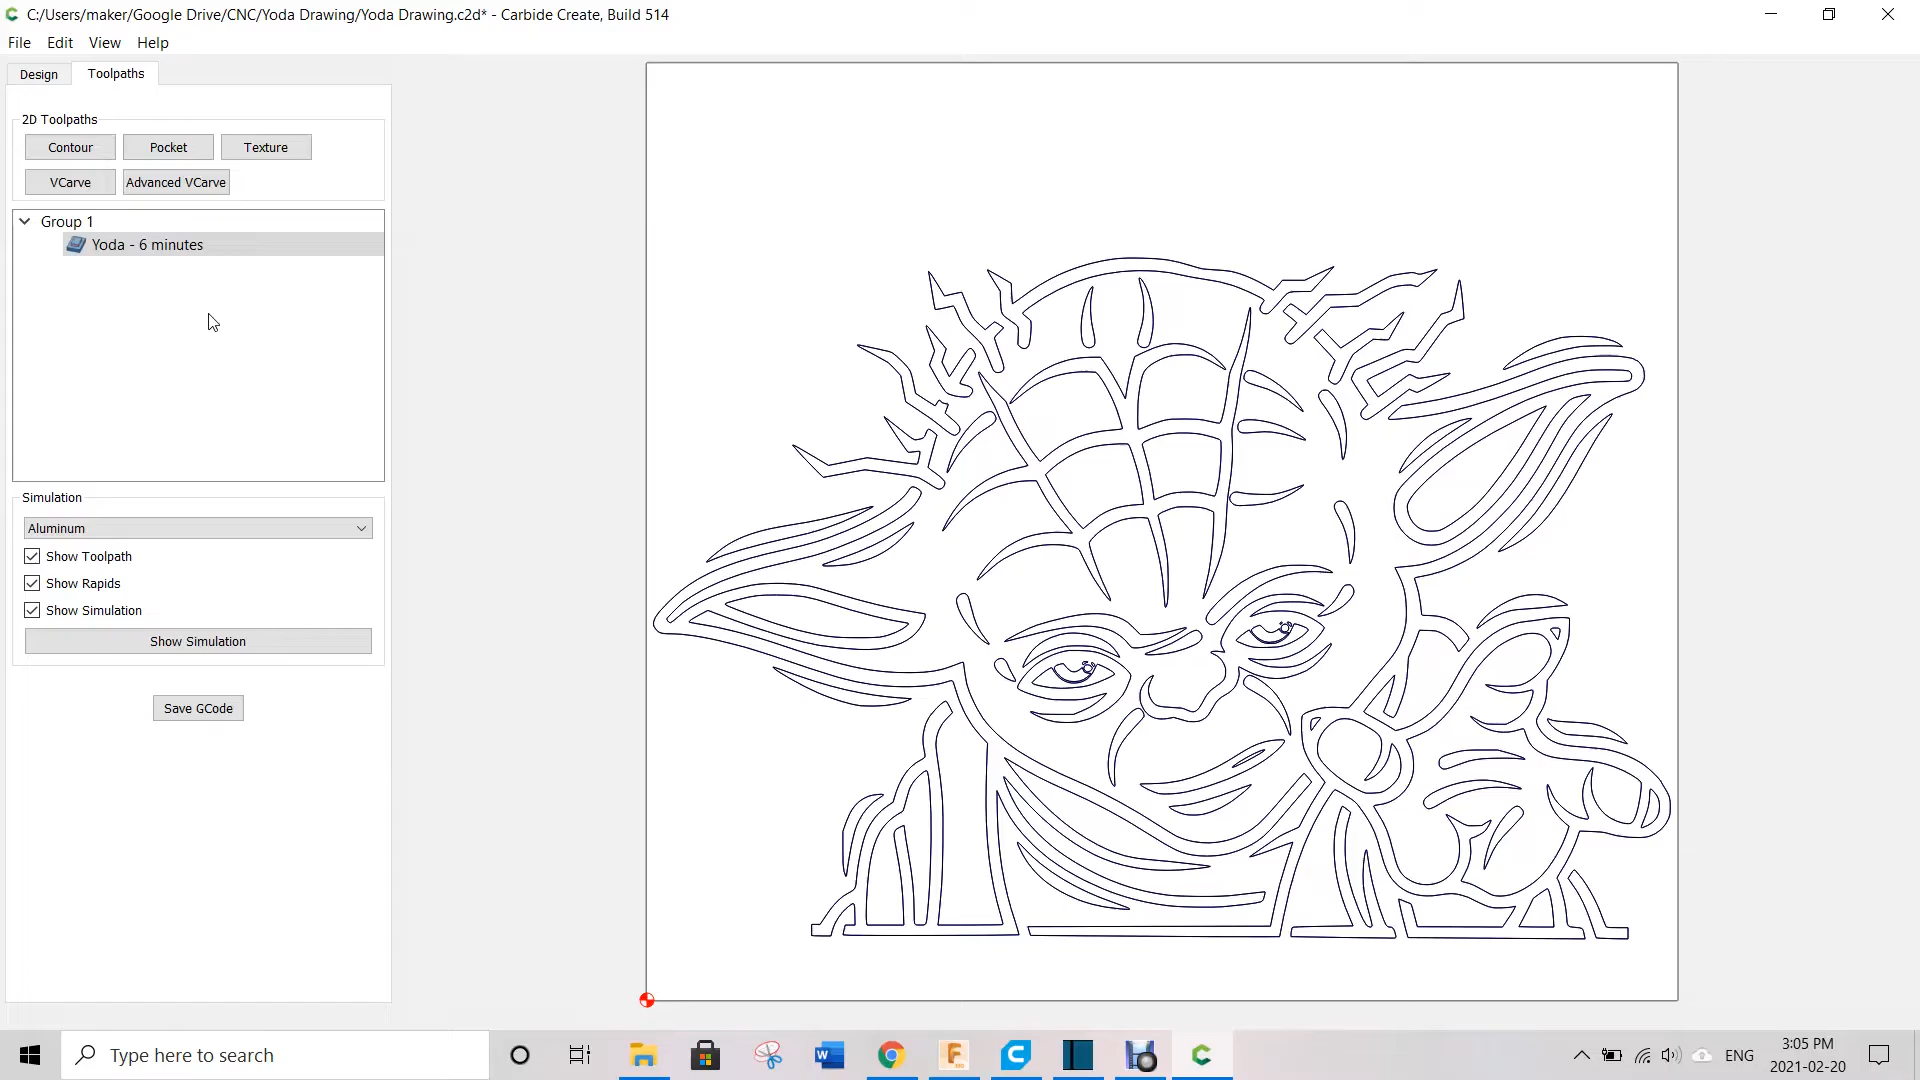 C:/Users/maker/Google Drive/CNC/Yoda Drawing/Yoda Drawing.c2d* - Carbide Create, Build 514
File Edit View Help
Design Toolpaths
2D Toolpaths
Contour Pocket Texture
VCarve Advanced VCarve
Group 1
Yoda - 6 minutes
Simulation
Aluminum
Show Toolpath
Show Rapids
Show Simulation
Show Simulation
Save GCode
Type here to search
ENG
3:05 PM
2021-02-20